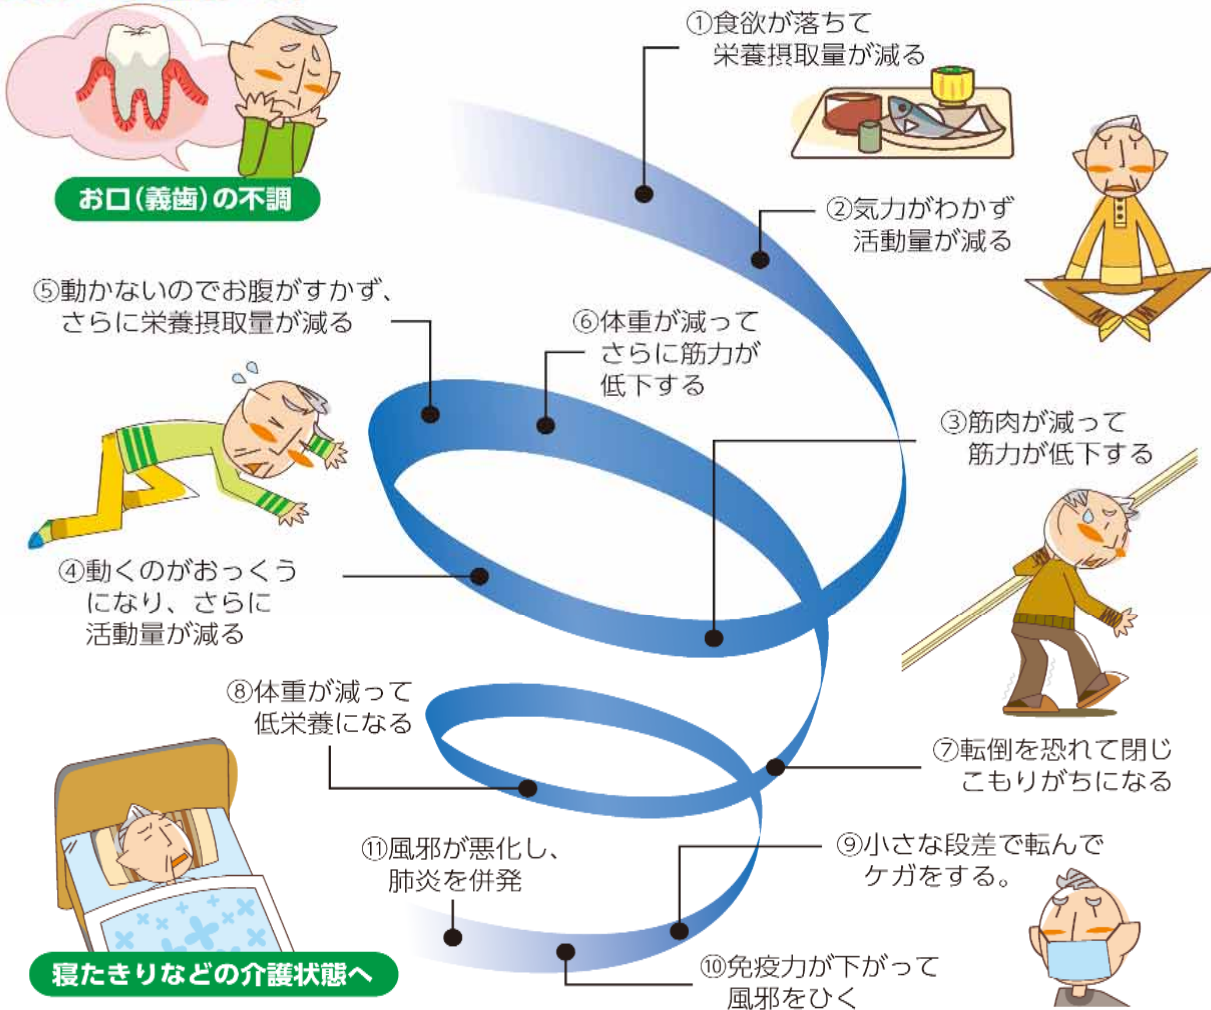 お口(義歯)の不調
①食欲が落ちて
栄養摂取量が減る
②気力がわかず
活動量が減る
③筋肉が減って
筋力が低下する
④動くのがおっくう
になり、さらに
活動量が減る
⑤動かないのでお腹がすかず、
さらに栄養摂取量が減る
⑥体重が減って
さらに筋力が
低下する
⑦転倒を恐れて閉じ
こもりがちになる
⑧体重が減って
低栄養になる
⑨小さな段差で転んで
ケガをする。
⑩免疫力が下がって
風邪をひく
⑪風邪が悪化し、
肺炎を併発
寝たきりなどの介護状態へ